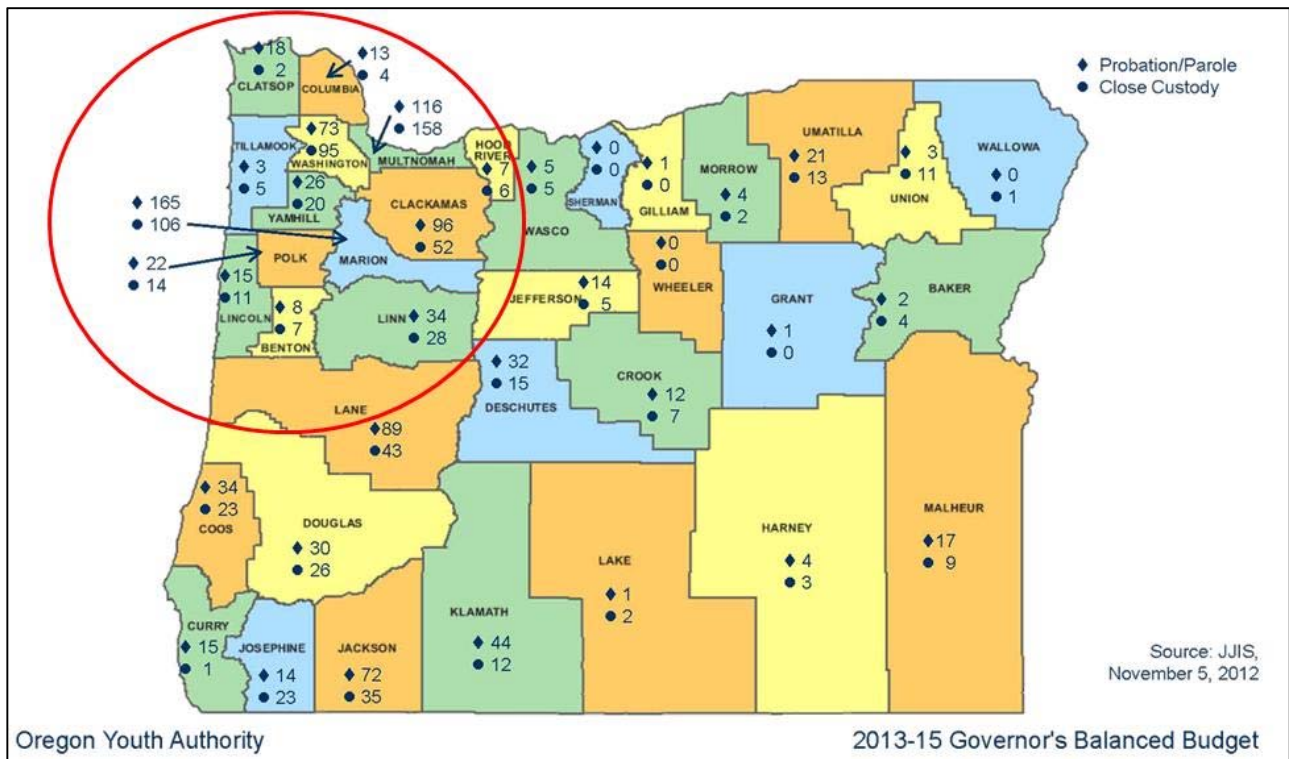 ◆ Probation/Parole
● Close Custody
◆ 18
● 2
CLATSOP
◆ 13
● 4
COLUMBIA
◆ 116
● 158
MULTNOMAH
◆ 73
● 95
WASHINGTON
TILLAMOOK
◆ 3
● 5
◆ 26
● 20
YAMHILL
HOOD
RIVER
◆ 7
● 6
◆ 5
● 5
WASCO
◆ 0
● 0
SHERMAN
◆ 1
● 0
GILLIAM
MORROW
◆ 4
● 2
UMATILLA
◆ 21
● 13
◆ 3
● 11
UNION
WALLOWA
◆ 0
● 1
◆ 165
● 106
MARION
CLACKAMAS
◆ 96
● 52
◆ 22
● 14
POLK
◆ 15
● 11
LINCOLN
◆ 8
● 7
BENTON
LINN
◆ 34
● 28
◆ 14
JEFFERSON
● 5
◆ 0
● 0
WHEELER
GRANT
◆ 1
● 0
BAKER
◆ 2
● 4
◆ 32
● 15
DESCHUTES
CROOK
◆ 12
● 7
LANE
◆ 89
● 43
◆ 34
● 23
COOS
DOUGLAS
◆ 30
● 26
KLAMATH
◆ 44
● 12
LAKE
◆ 1
● 2
HARNEY
◆ 4
● 3
MALHEUR
◆ 17
● 9
CURRY
◆ 15
● 1
JOSEPHINE
◆ 14
● 23
JACKSON
◆ 72
● 35
Source: JJIS,
November 5, 2012
Oregon Youth Authority
2013-15 Governor's Balanced Budget